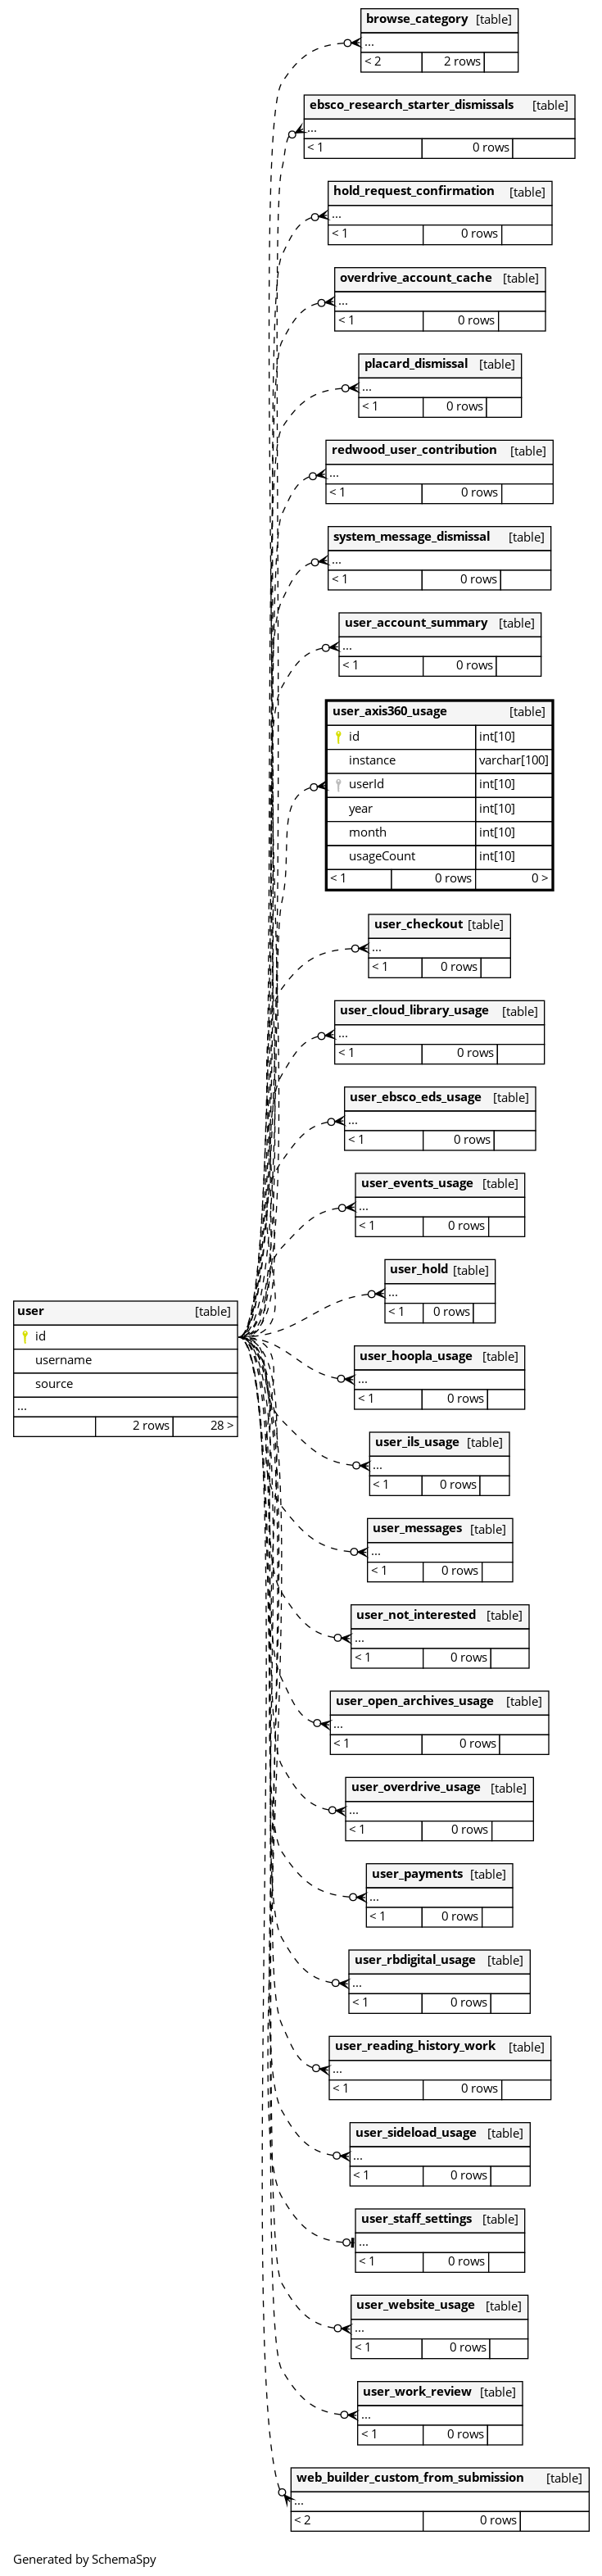 browse_category [table]
...
< 2 2 rows
ebsco_research_starter_dismissals [table]
...
< 1 0 rows
hold_request_confirmation [table]
...
< 1 0 rows
overdrive_account_cache [table]
...
< 1 0 rows
placard_dismissal [table]
...
< 1 0 rows
redwood_user_contribution [table]
...
< 1 0 rows
system_message_dismissal [table]
...
< 1 0 rows
user_account_summary [table]
...
< 1 0 rows
user_axis360_usage [table]
id int[10]
instance varchar[100]
userId int[10]
year int[10]
month int[10]
usageCount int[10]
< 1 0 rows 0 >
user_checkout [table]
...
< 1 0 rows
user_cloud_library_usage [table]
...
< 1 0 rows
user_ebsco_eds_usage [table]
...
< 1 0 rows
user_events_usage [table]
...
< 1 0 rows
user_hold [table]
...
< 1 0 rows
user [table]
id
username
source
...
2 rows 28 >
user_hoopla_usage [table]
...
< 1 0 rows
user_ils_usage [table]
...
< 1 0 rows
user_messages [table]
...
< 1 0 rows
user_not_interested [table]
...
< 1 0 rows
user_open_archives_usage [table]
...
< 1 0 rows
user_overdrive_usage [table]
...
< 1 0 rows
user_payments [table]
...
< 1 0 rows
user_rbdigital_usage [table]
...
< 1 0 rows
user_reading_history_work [table]
...
< 1 0 rows
user_sideload_usage [table]
...
< 1 0 rows
user_staff_settings [table]
...
< 1 0 rows
user_website_usage [table]
...
< 1 0 rows
user_work_review [table]
...
< 1 0 rows
web_builder_custom_from_submission [table]
...
< 2 0 rows
Generated by SchemaSpy